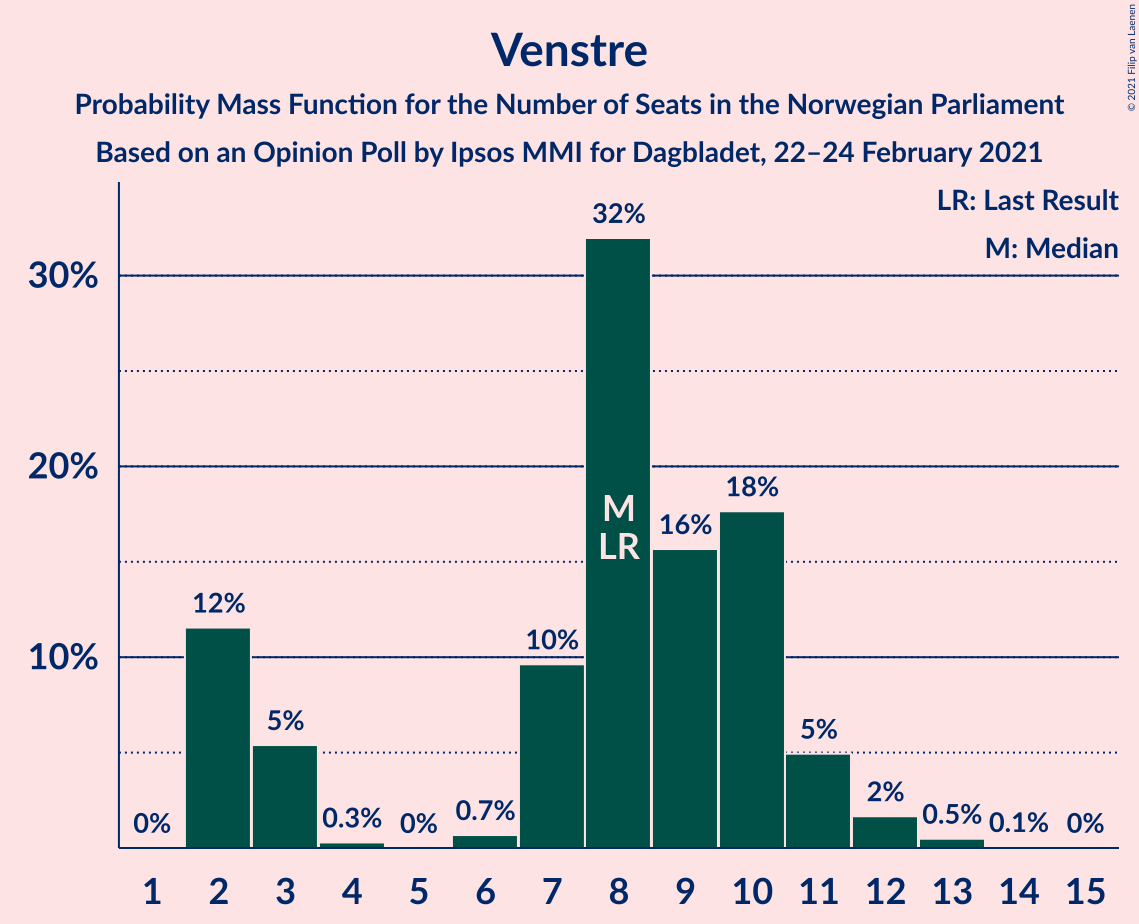 © 2021 Filip van Laenen
Venstre
Probability Mass Function for the Number of Seats in the Norwegian Parliament
Based on an Opinion Poll by Ipsos MMI for Dagbladet, 22–24 February 2021
LR: Last Result
M: Median
30%
20%
10%
0%
12%
5%
0.3%
0%
0.7%
10%
32%
M
LR
16%
18%
5%
2%
0.5%
0.1%
0%
1 2 3 4 5 6 7 8 9 10 11 12 13 14 15